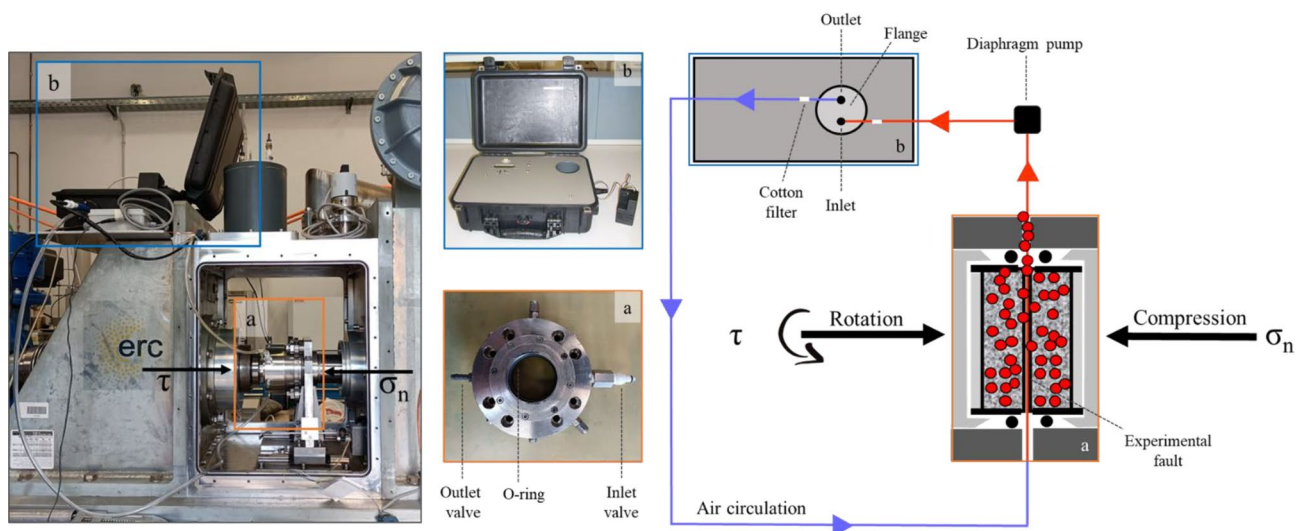 b
a
erc
τ
σn
b
a
Outlet
valve
O-ring
Inlet
valve
Outlet
Flange
Diaphragm pump
b
Cotton
filter
Inlet
τ
Rotation
Compression
σn
Experimental
fault
a
Air circulation